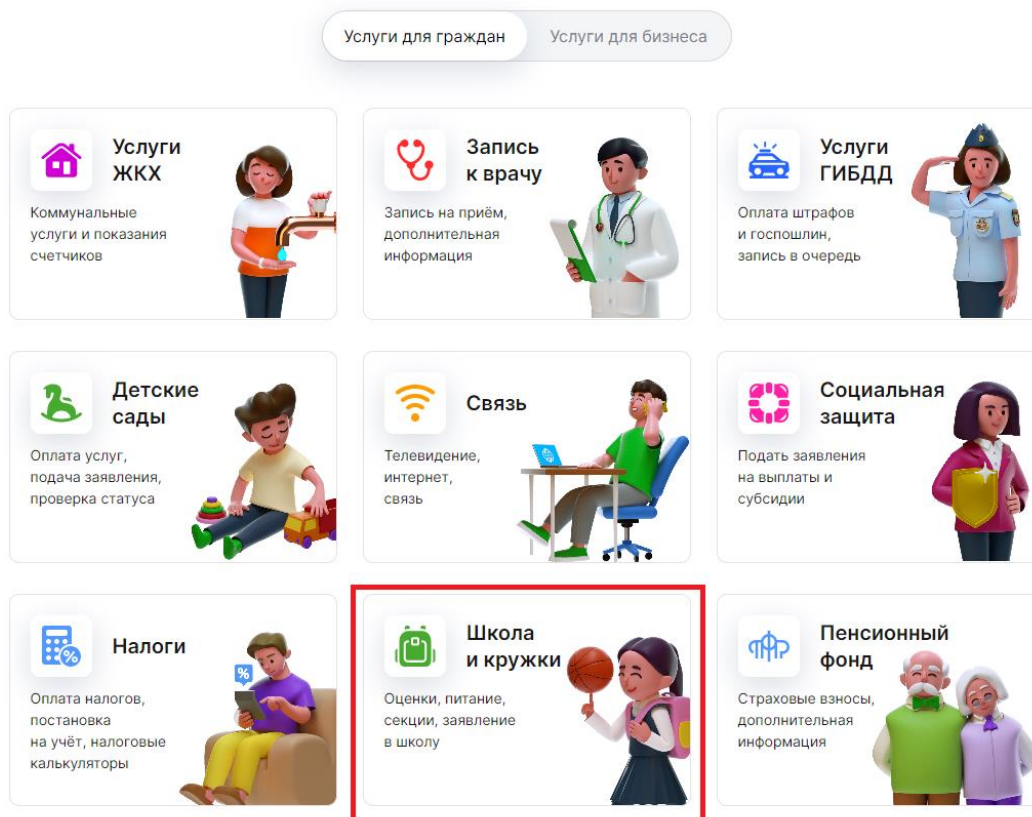 Услуги для граждан
Услуги для бизнеса
Услуги
ЖКХ
Коммунальные
услуги и показания
счетчиков
Запись
к врачу
Запись на приём,
дополнительная
информация
Услуги
ГИБДД
Оплата штрафов
и госпошлин,
запись в очередь
Детские
сады
Оплата услуг,
подача заявления,
проверка статуса
Связь
Телевидение,
интернет,
связь
Социальная
защита
Подать заявления
на выплаты и
субсидии
%
Налоги
%
Оплата налогов,
постановка
на учёт, налоговые
калькуляторы
Школа
и кружки
Оценки, питание,
секции, заявление
в школу
Пенсионный
фонд
Страховые взносы,
дополнительная
информация